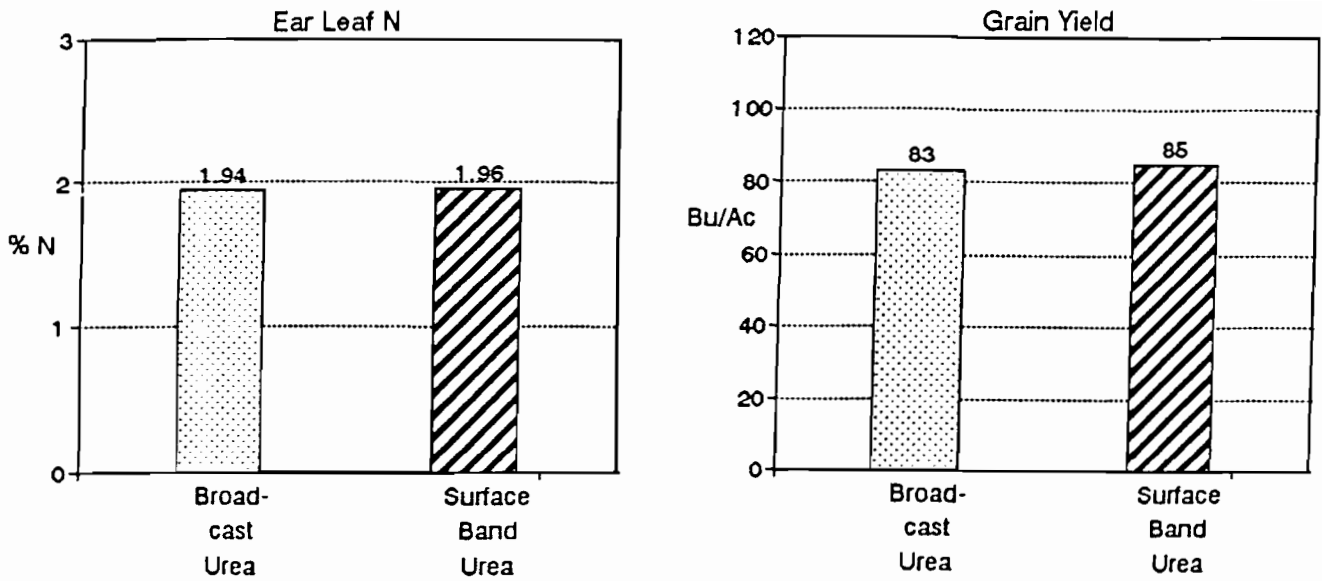 Ear Leaf N
3
2
1
0
% N
1.94
1.96
Broad-
cast
Urea
Surface
Band
Urea
Grain Yield
120
100
80
60
40
20
0
Bu/Ac
83
85
Broad-
cast
Urea
Surface
Band
Urea